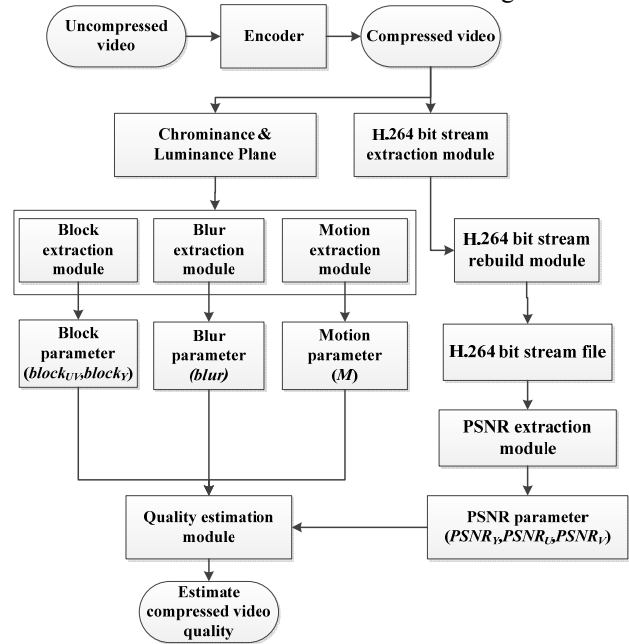 Uncompressed
video
Encoder
Compressed
video
Chrominance &
Luminance Plane
H.264 bit stream
extraction module
Block
extraction
module
Blur
extraction
module
Motion
extraction
module
H.264 bit stream
rebuild module
Block
parameter
(blockUV,blockY)
Blur
parameter
(blur)
Motion
parameter
(M)
H.264 bit stream file
PSNR extraction
module
Quality estimation
module
PSNR parameter
(PSNRY,PSNRU,PSNRV)
Estimate
compressed video
quality